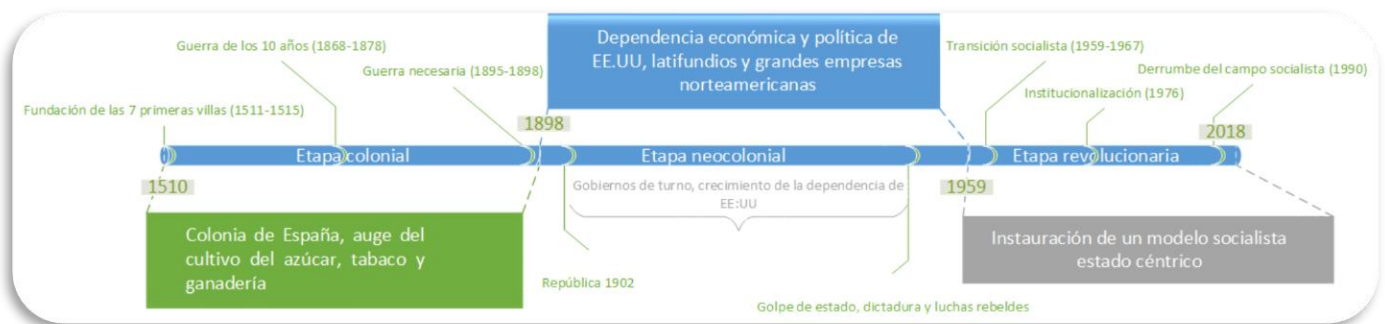 Guerra de los 10 años (1868-1878)
Guerra necesaria (1895-1898)
Fundación de las 7 primeras villas (1511-1515)
Dependencia económica y política de
EE.UU, latifundios y grandes empresas
norteamericanas
Transición socialista (1959-1967)
Derrumbe del campo socialista (1990)
Institucionalización (1976)
1898
2018
Etapa colonial
Etapa neocolonial
Etapa revolucionaria
1510
1959
Gobiernos de turno, crecimiento de la dependencia de
EE:UU
Colonia de España, auge del
cultivo del azúcar, tabaco y
ganadería
República 1902
Golpe de estado, dictadura y luchas rebeldes
Instauración de un modelo socialista
estado céntrico